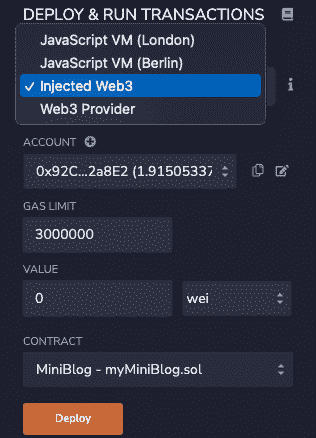 DEPLOY & RUN TRANSACTIONS
JavaScript VM (London)
JavaScript VM (Berlin)
✓ Injected Web3
Web3 Provider
ACCOUNT
0x92C...2a8E2 (1.91505337
GAS LIMIT
3000000
VALUE
0 wei
CONTRACT
MiniBlog - myMiniBlog.sol
Deploy